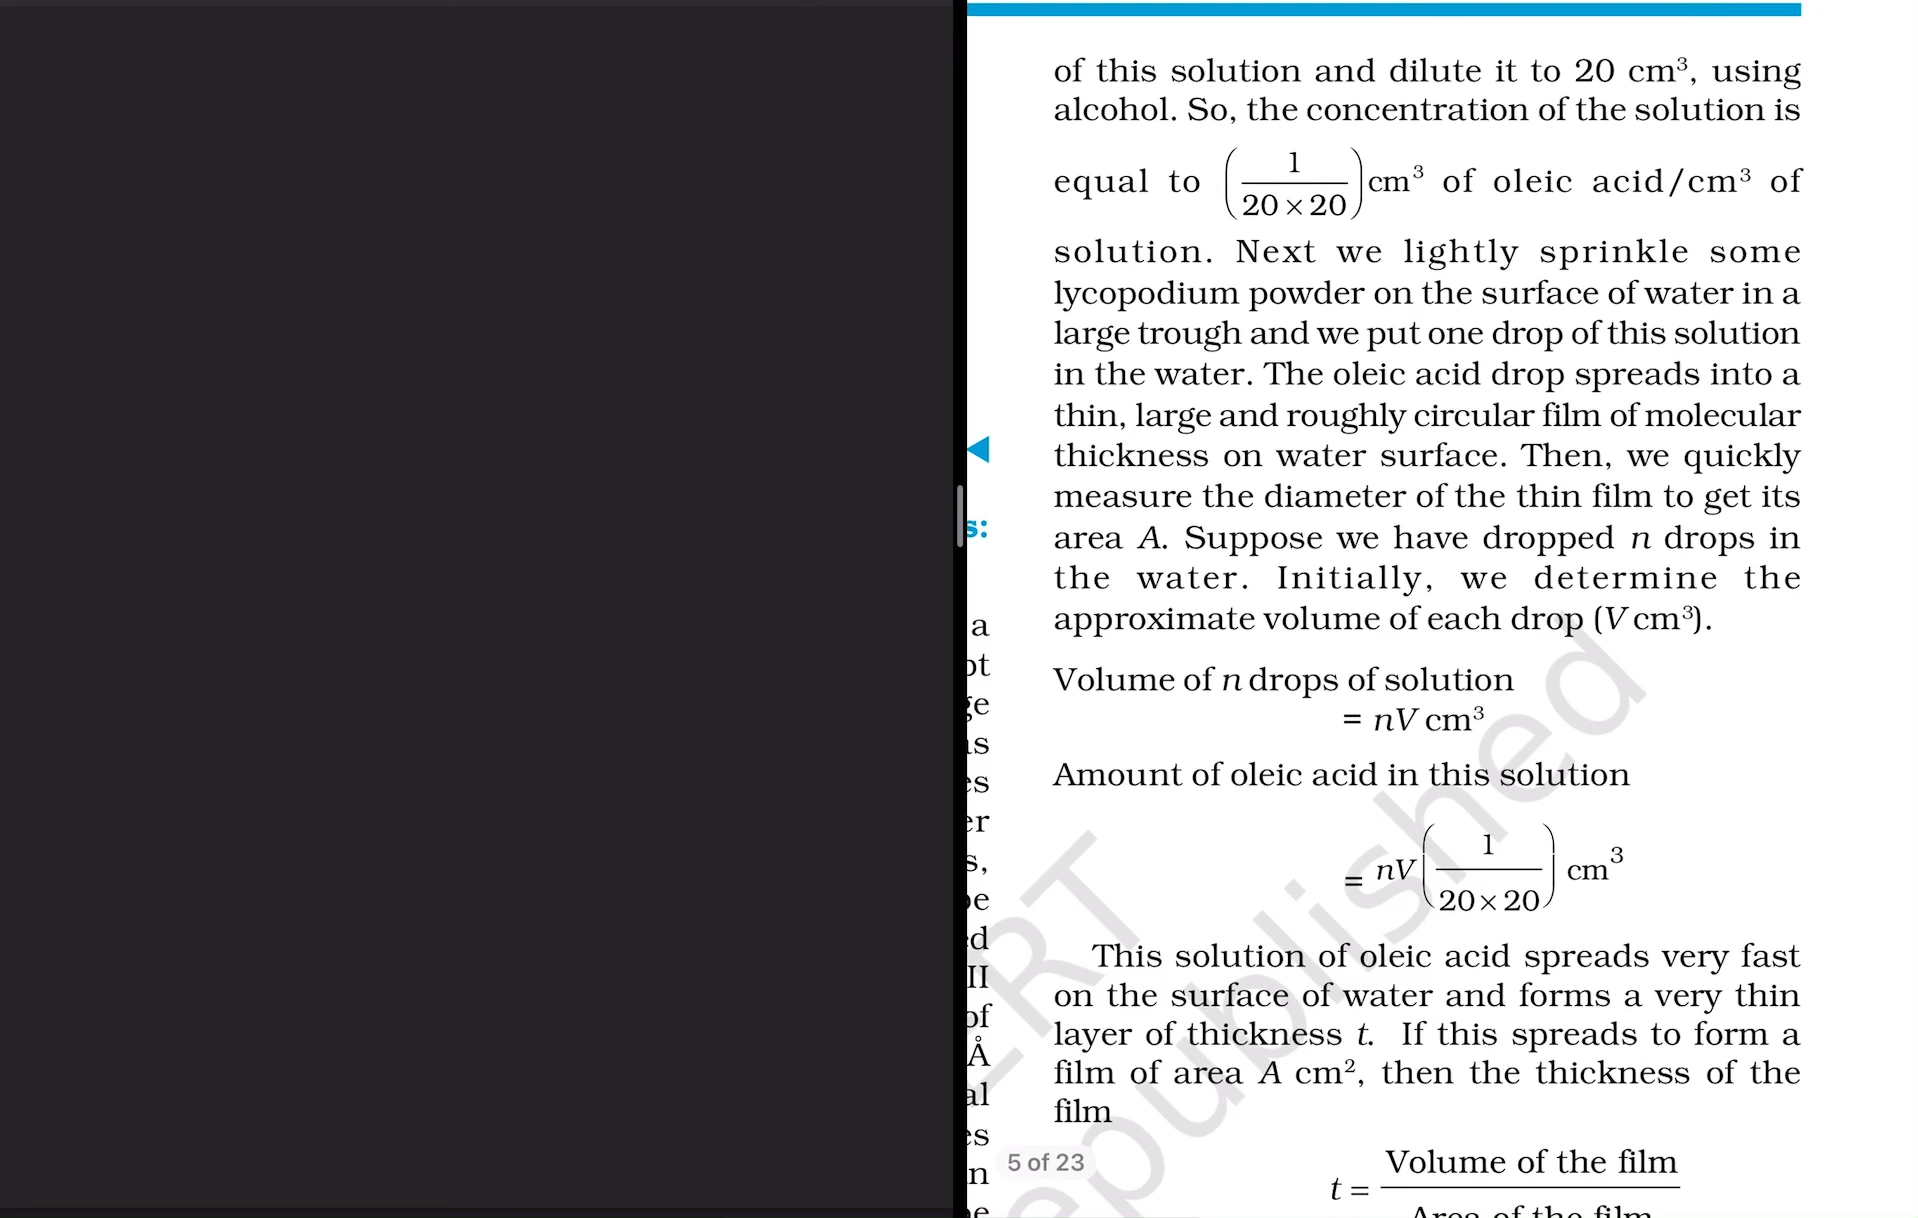 of this solution and dilute it to 20 cm³, using
alcohol. So, the concentration of the solution is
equal to (1/(20 × 20)) cm³ of oleic acid/cm³ of
solution. Next we lightly sprinkle some
lycopodium powder on the surface of water in a
large trough and we put one drop of this solution
in the water. The oleic acid drop spreads into a
thin, large and roughly circular film of molecular
thickness on water surface. Then, we quickly
measure the diameter of the thin film to get its
area A. Suppose we have dropped n drops in
the water. Initially, we determine the
approximate volume of each drop (V cm³).
Volume of n drops of solution
= nV cm³
Amount of oleic acid in this solution
= nV (1/(20 × 20)) cm³
This solution of oleic acid spreads very fast
on the surface of water and forms a very thin
layer of thickness t. If this spreads to form a
film of area A cm², then the thickness of the
film
t = Volume of the film
Area of the film
5 of 23
s:
a
Å
republished